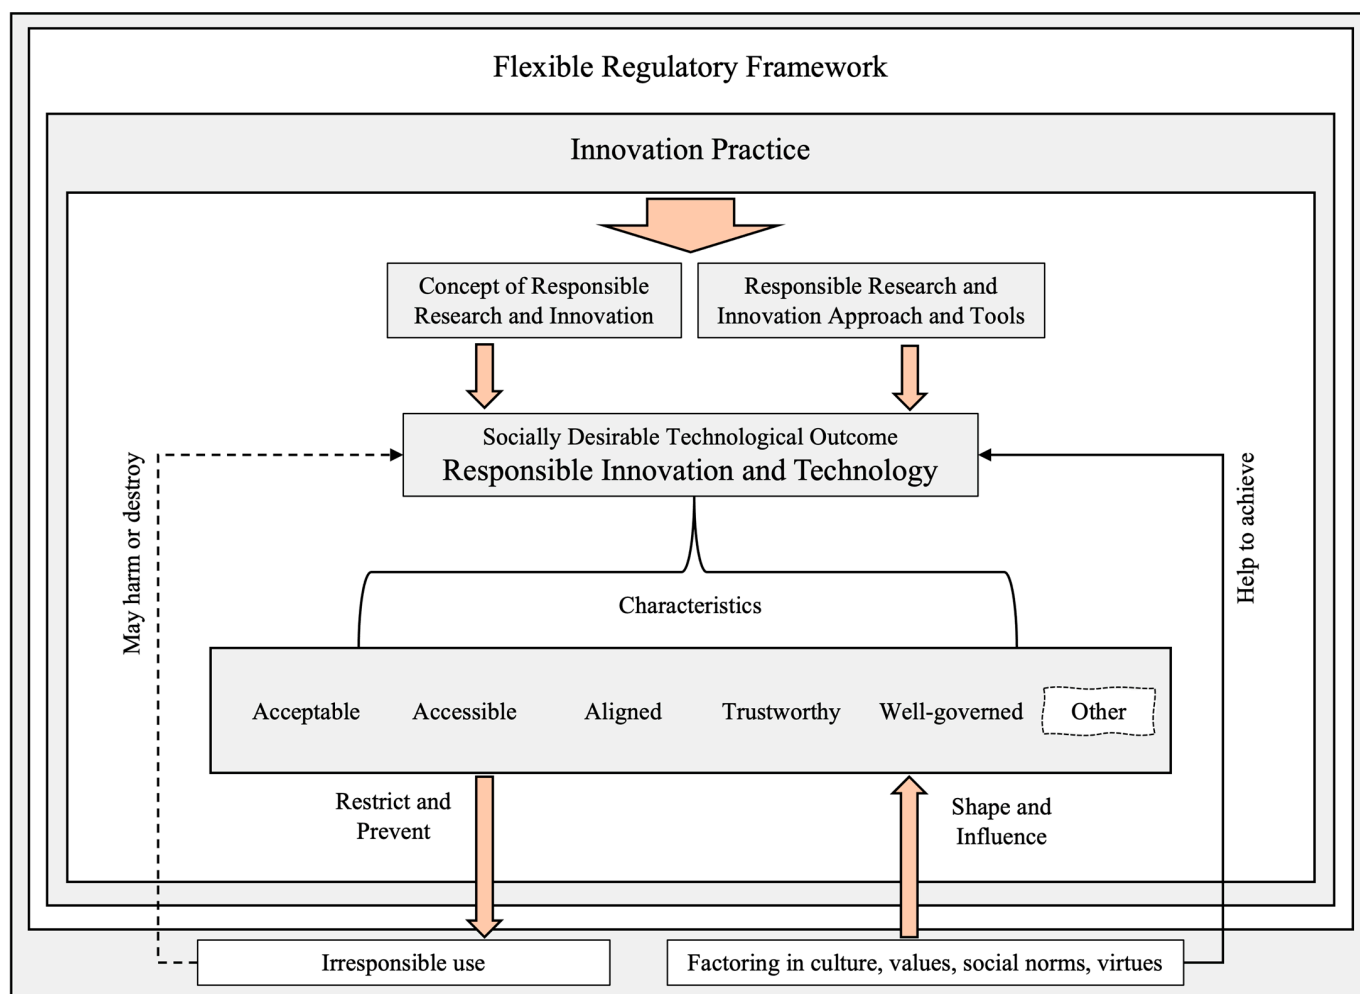 Flexible Regulatory Framework
Innovation Practice
Concept of Responsible
Research and Innovation
Responsible Research and
Innovation Approach and Tools
Socially Desirable Technological Outcome
Responsible Innovation and Technology
May harm or destroy
Help to achieve
Characteristics
Acceptable
Accessible
Aligned
Trustworthy
Well-governed
Other
Restrict and
Prevent
Shape and
Influence
Irresponsible use
Factoring in culture, values, social norms, virtues